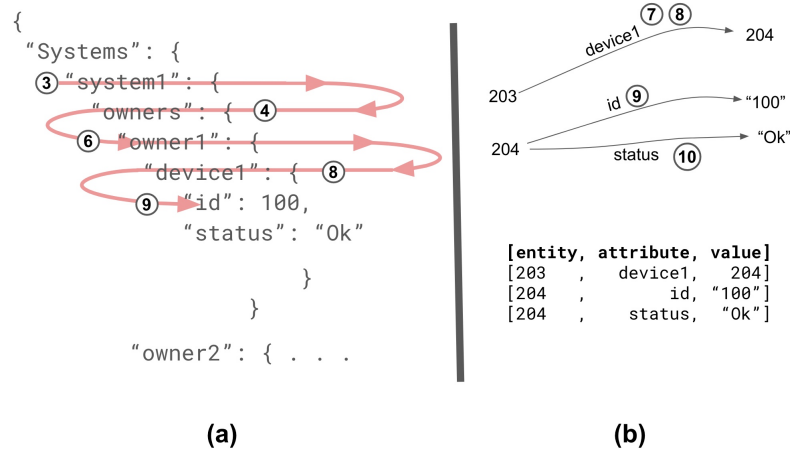 {
“Systems”: {
3 “system1”: {
“owners”: { 4
6 “owner1”: {
“device1”: { 8
9 “id”: 100,
“status”: “Ok”
}
}
“owner2”: { . . .
(a)
7 8
device1
204
203
id 9
“100”
204
“Ok”
status 10
[entity, attribute, value]
[203 , device1, 204]
[204 , id, “100”]
[204 , status, “Ok”]
(b)